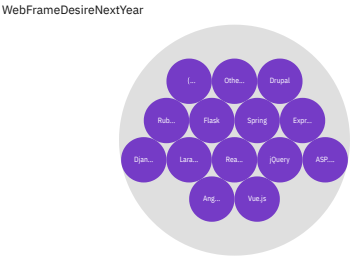 WebFrameDesireNextYear
(...
Othe...
Drupal
Rub...
Flask
Spring
Expr...
Djan...
Lara...
Rea...
jQuery
ASP....
Ang...
Vue.js